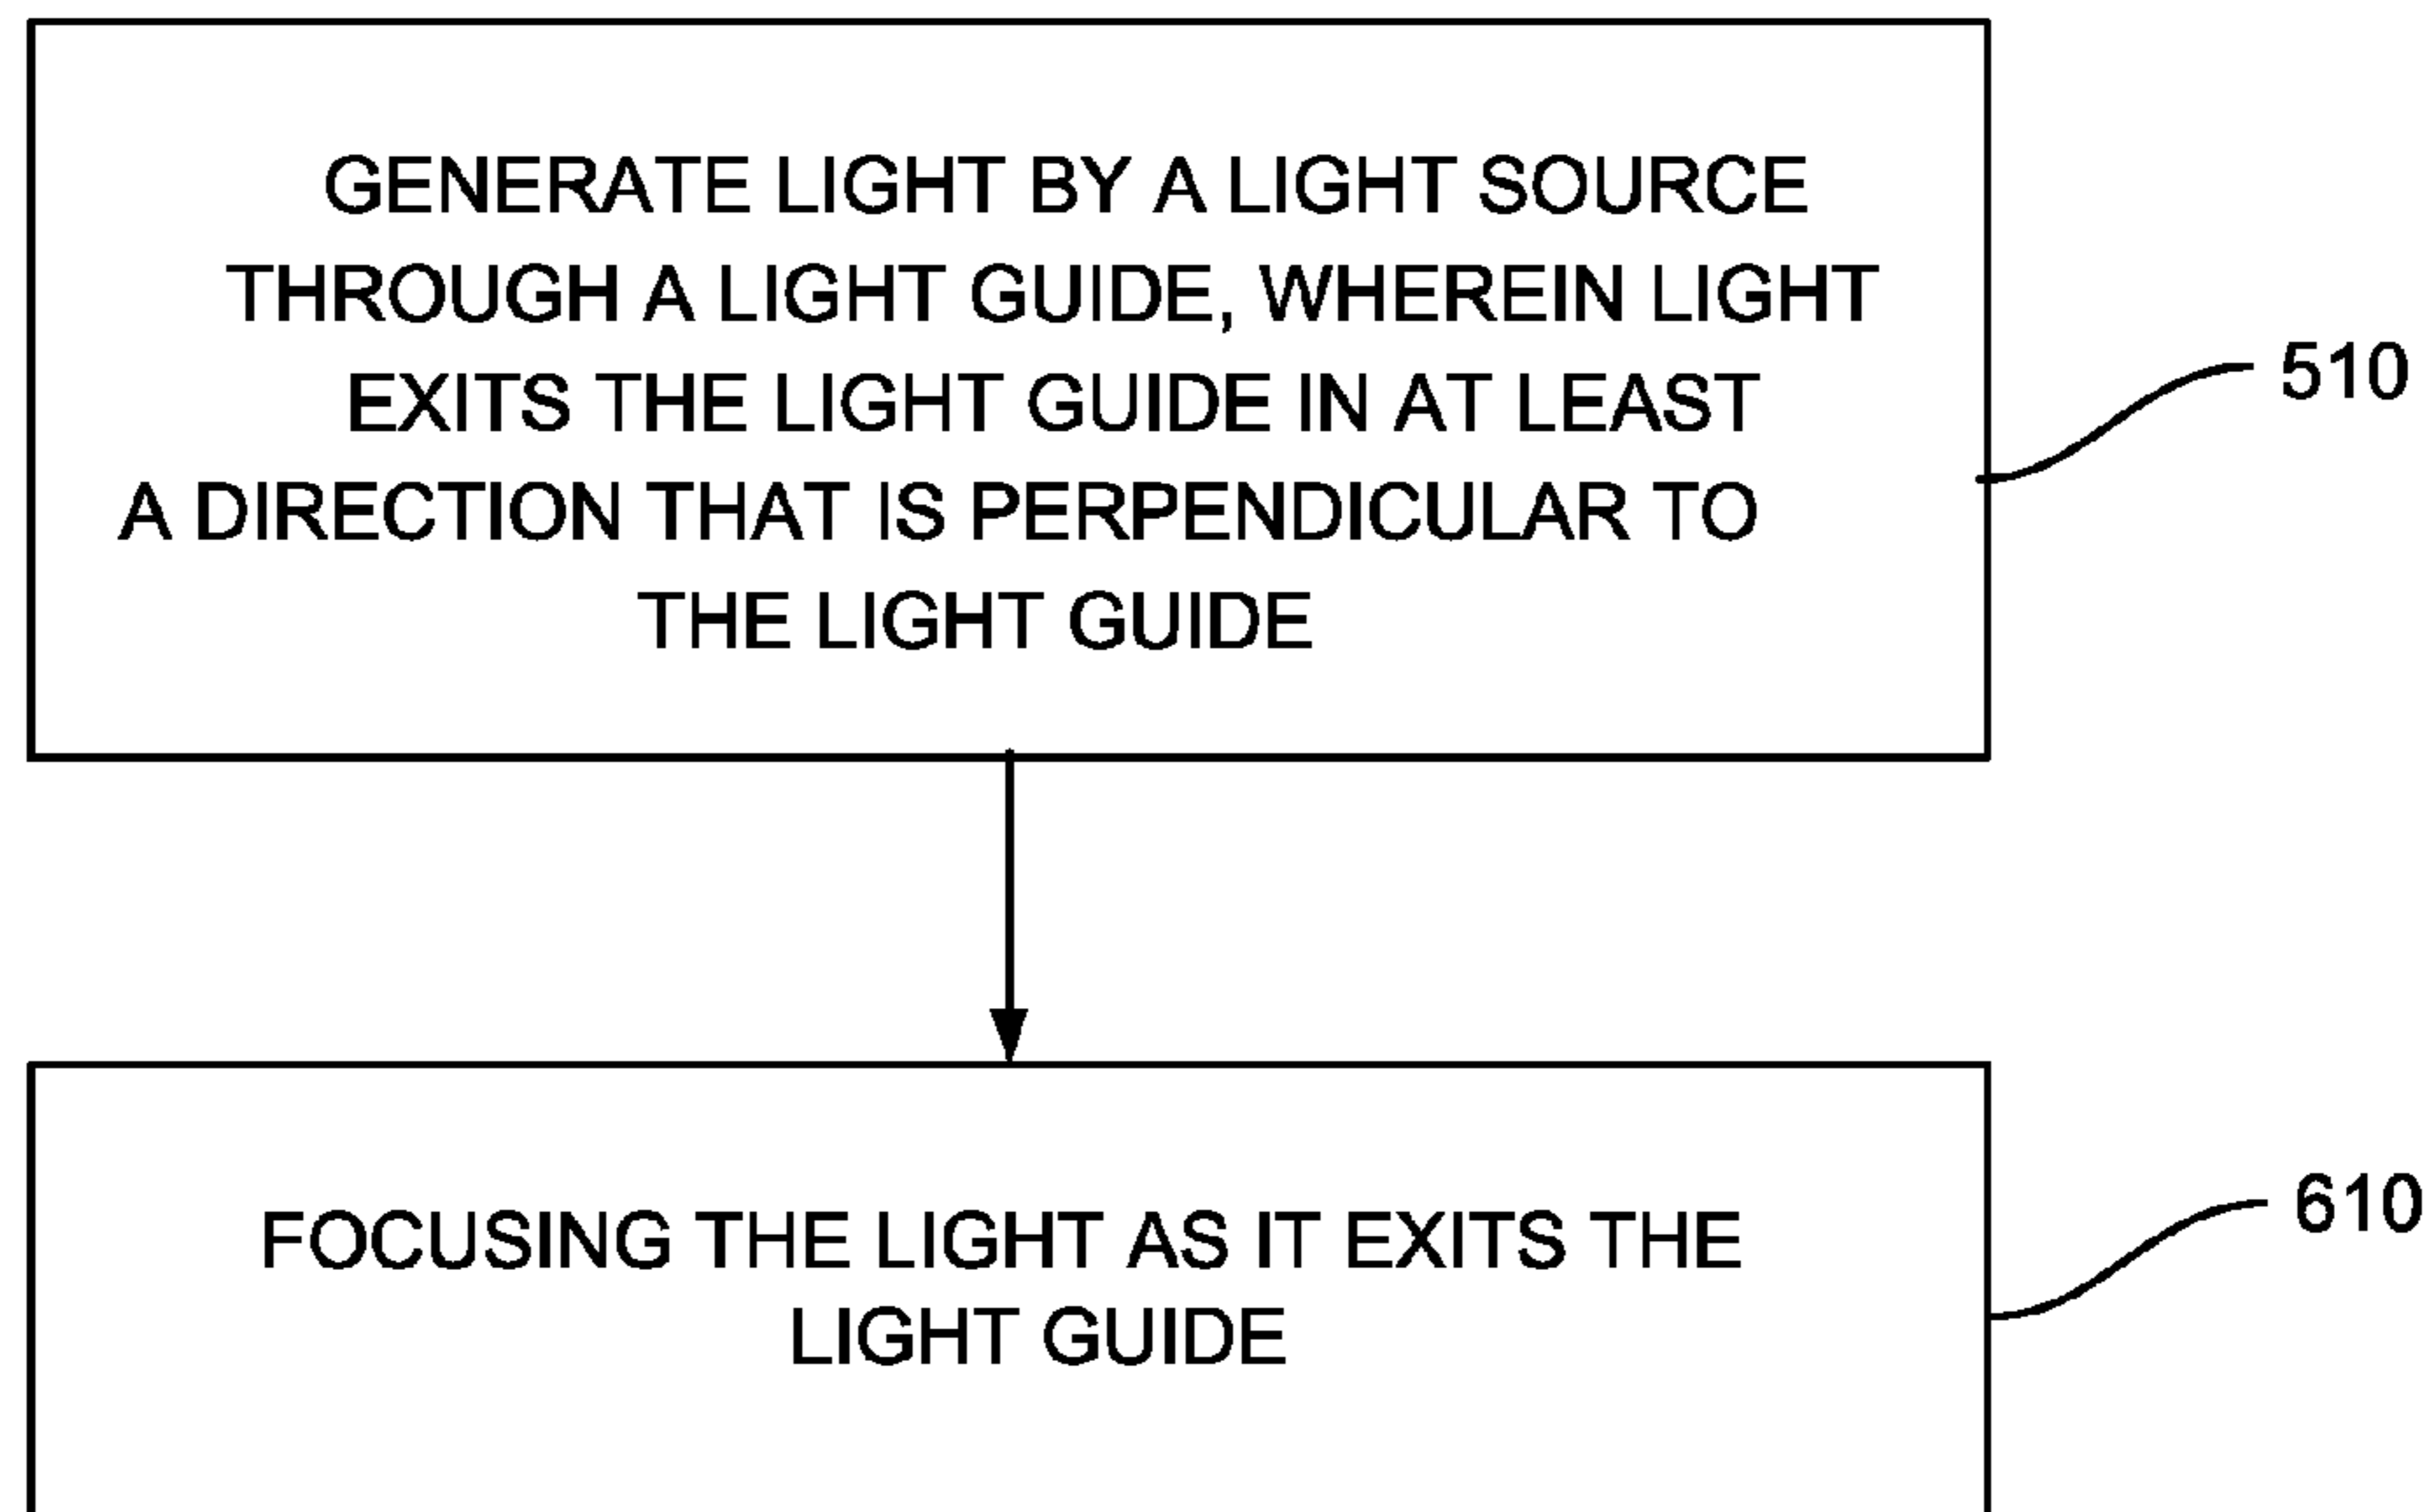 GENERATE LIGHT BY A LIGHT SOURCE
THROUGH A LIGHT GUIDE, WHEREIN LIGHT
EXITS THE LIGHT GUIDE IN AT LEAST
A DIRECTION THAT IS PERPENDICULAR TO
THE LIGHT GUIDE
510
FOCUSING THE LIGHT AS IT EXITS THE
LIGHT GUIDE
610